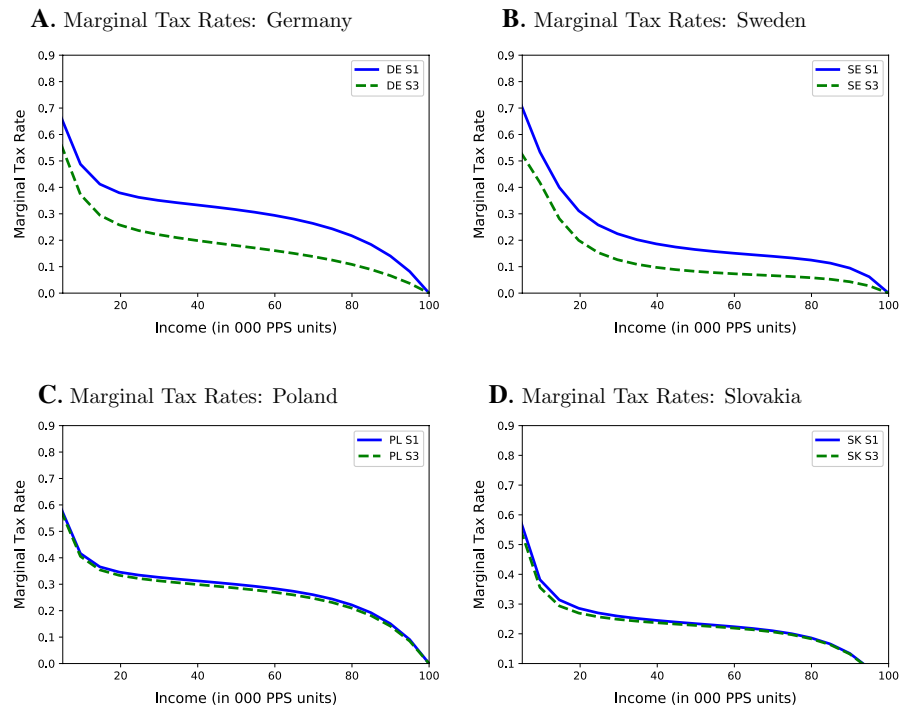 A. Marginal Tax Rates: Germany
0.9
0.8
0.7
0.6
0.5
0.4
0.3
0.2
0.1
0.0
Marginal Tax Rate
DE S1
DE S3
20 40 60 80 100
Income (in 000 PPS units)
B. Marginal Tax Rates: Sweden
0.9
0.8
0.7
0.6
0.5
0.4
0.3
0.2
0.1
0.0
Marginal Tax Rate
SE S1
SE S3
20 40 60 80 100
Income (in 000 PPS units)
C. Marginal Tax Rates: Poland
0.9
0.8
0.7
0.6
0.5
0.4
0.3
0.2
0.1
0.0
Marginal Tax Rate
PL S1
PL S3
20 40 60 80 100
Income (in 000 PPS units)
D. Marginal Tax Rates: Slovakia
0.9
0.8
0.7
0.6
0.5
0.4
0.3
0.2
0.1
Marginal Tax Rate
SK S1
SK S3
20 40 60 80 100
Income (in 000 PPS units)